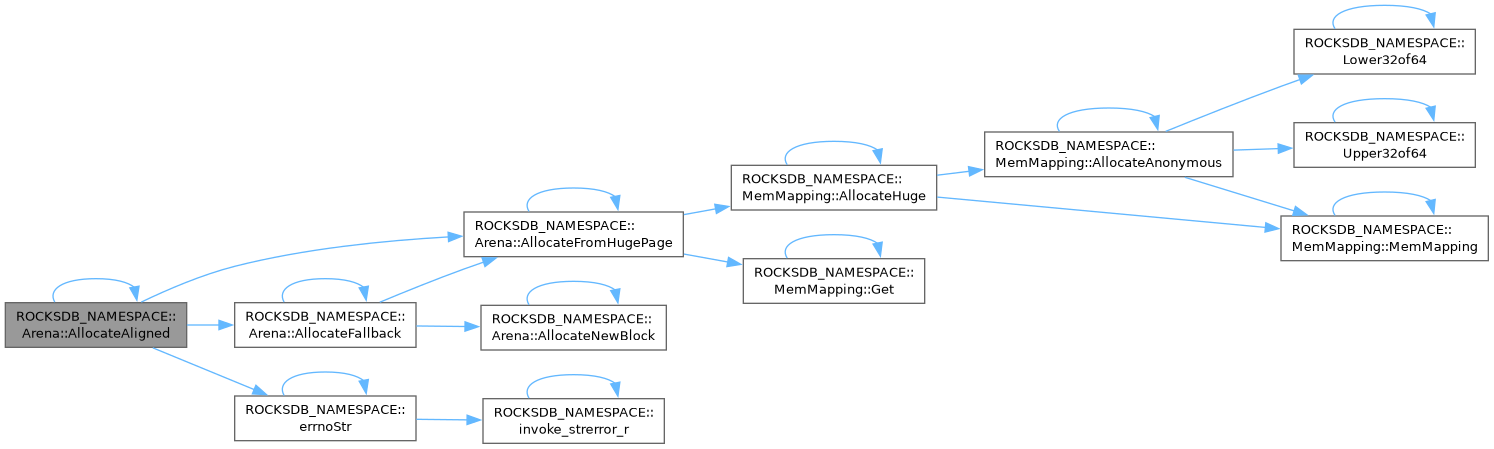 ROCKSDB_NAMESPACE::
Arena::AllocateAligned
ROCKSDB_NAMESPACE::
Arena::AllocateFallback
ROCKSDB_NAMESPACE::
errnoStr
ROCKSDB_NAMESPACE::
Arena::AllocateFromHugePage
ROCKSDB_NAMESPACE::
Arena::AllocateNewBlock
ROCKSDB_NAMESPACE::
invoke_strerror_r
ROCKSDB_NAMESPACE::
MemMapping::AllocateHuge
ROCKSDB_NAMESPACE::
MemMapping::Get
ROCKSDB_NAMESPACE::
MemMapping::AllocateAnonymous
ROCKSDB_NAMESPACE::
Lower32of64
ROCKSDB_NAMESPACE::
Upper32of64
ROCKSDB_NAMESPACE::
MemMapping::MemMapping